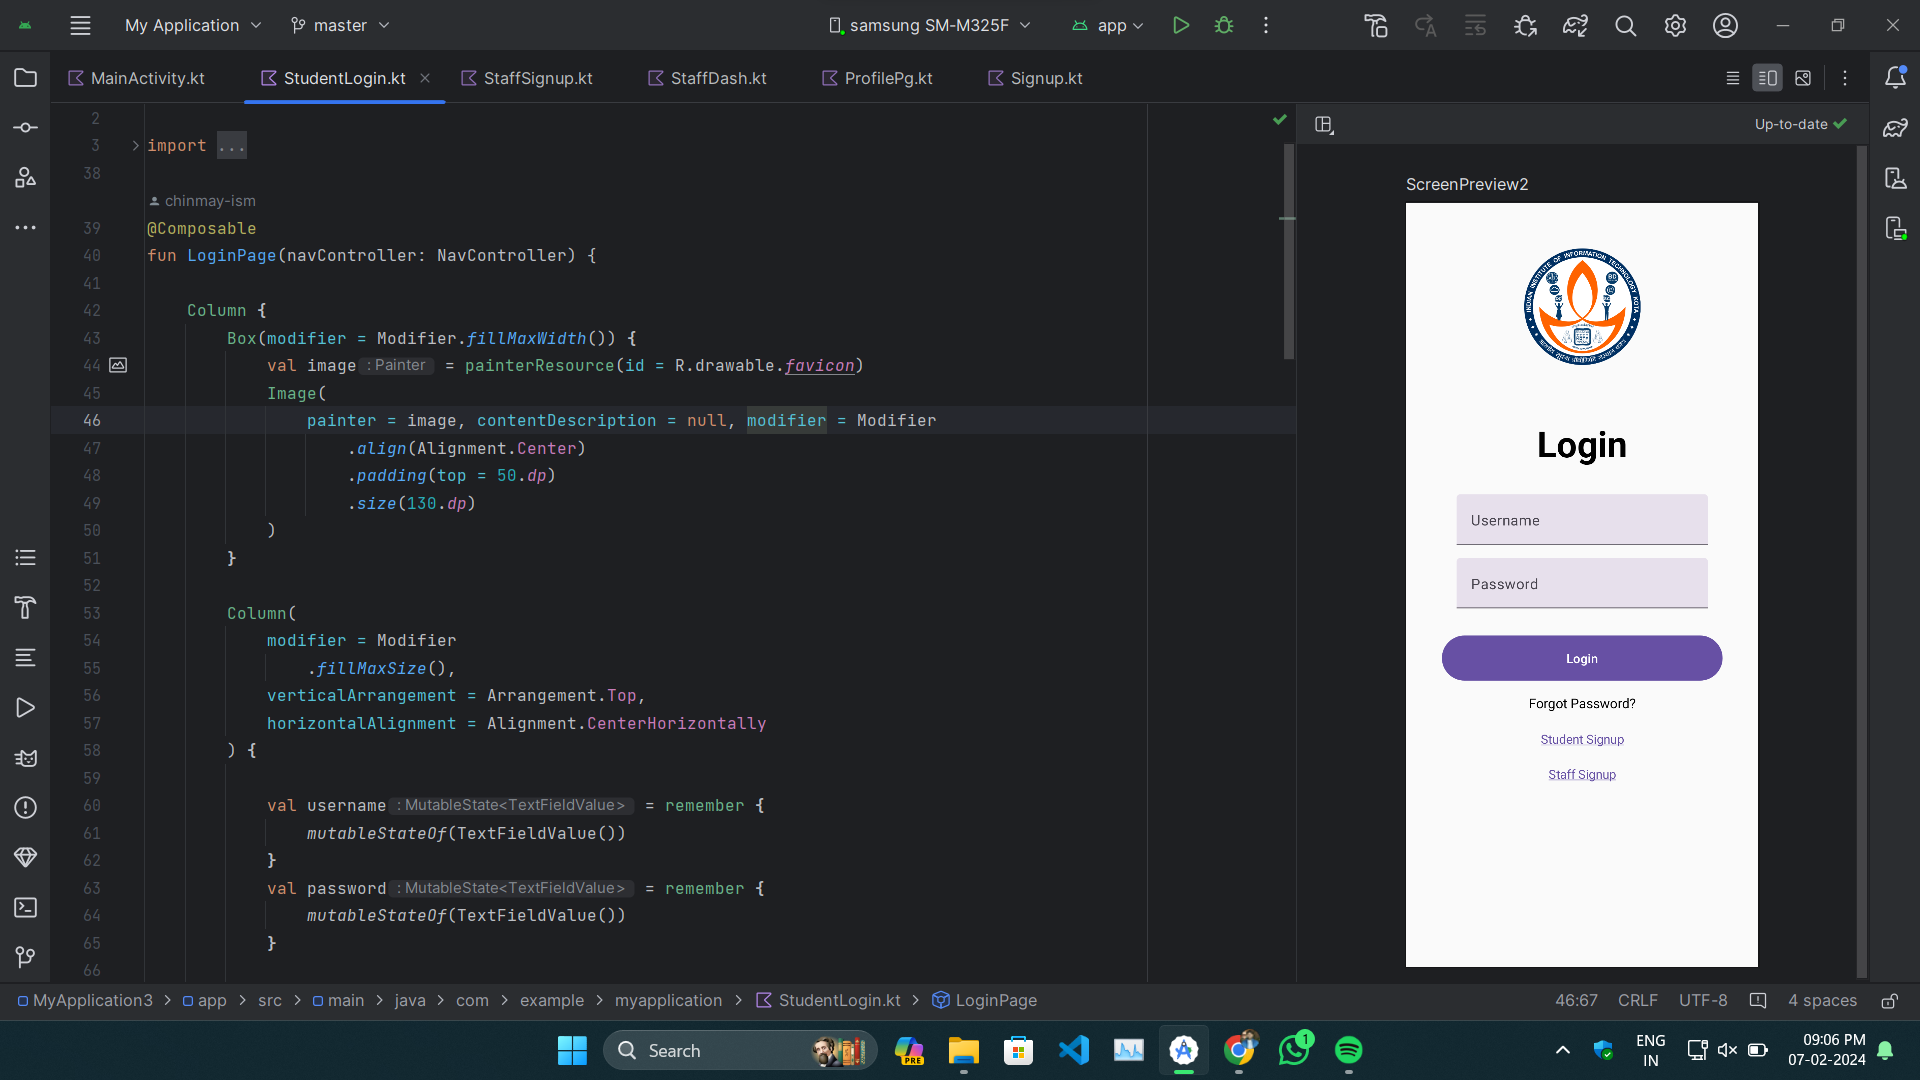 My Application
master
samsung SM-M325F
app
MainActivity.kt
StudentLogin.kt
StaffSignup.kt
StaffDash.kt
ProfilePg.kt
Signup.kt
2
3 import ...
38
chinmay-ism
39 @Composable
40 fun LoginPage(navController: NavController) {
41
42 Column {
43 Box(modifier = Modifier.fillMaxWidth()) {
44 val image : Painter = painterResource(id = R.drawable.favicon)
45 Image(
46 painter = image, contentDescription = null, modifier = Modifier
47 .align(Alignment.Center)
48 .padding(top = 50.dp)
49 .size(130.dp)
50 )
51 }
52
53 Column(
54 modifier = Modifier
55 .fillMaxSize(),
56 verticalArrangement = Arrangement.Top,
57 horizontalAlignment = Alignment.CenterHorizontally
58 ) {
59
60 val username : MutableState<TextFieldValue> = remember {
61 mutableStateOf(TextFieldValue())
62 }
63 val password : MutableState<TextFieldValue> = remember {
64 mutableStateOf(TextFieldValue())
65 }
66
Up-to-date
ScreenPreview2
INDIAN INSTITUTE OF INFORMATION TECHNOLOGY KOTA
Login
Username
Password
Login
Forgot Password?
Student Signup
Staff Signup
MyApplication3 > app > src > main > java > com > example > myapplication > StudentLogin.kt > LoginPage
46:67 CRLF UTF-8 4 spaces
Search
PRE
1
ENG
IN
09:06 PM
07-02-2024